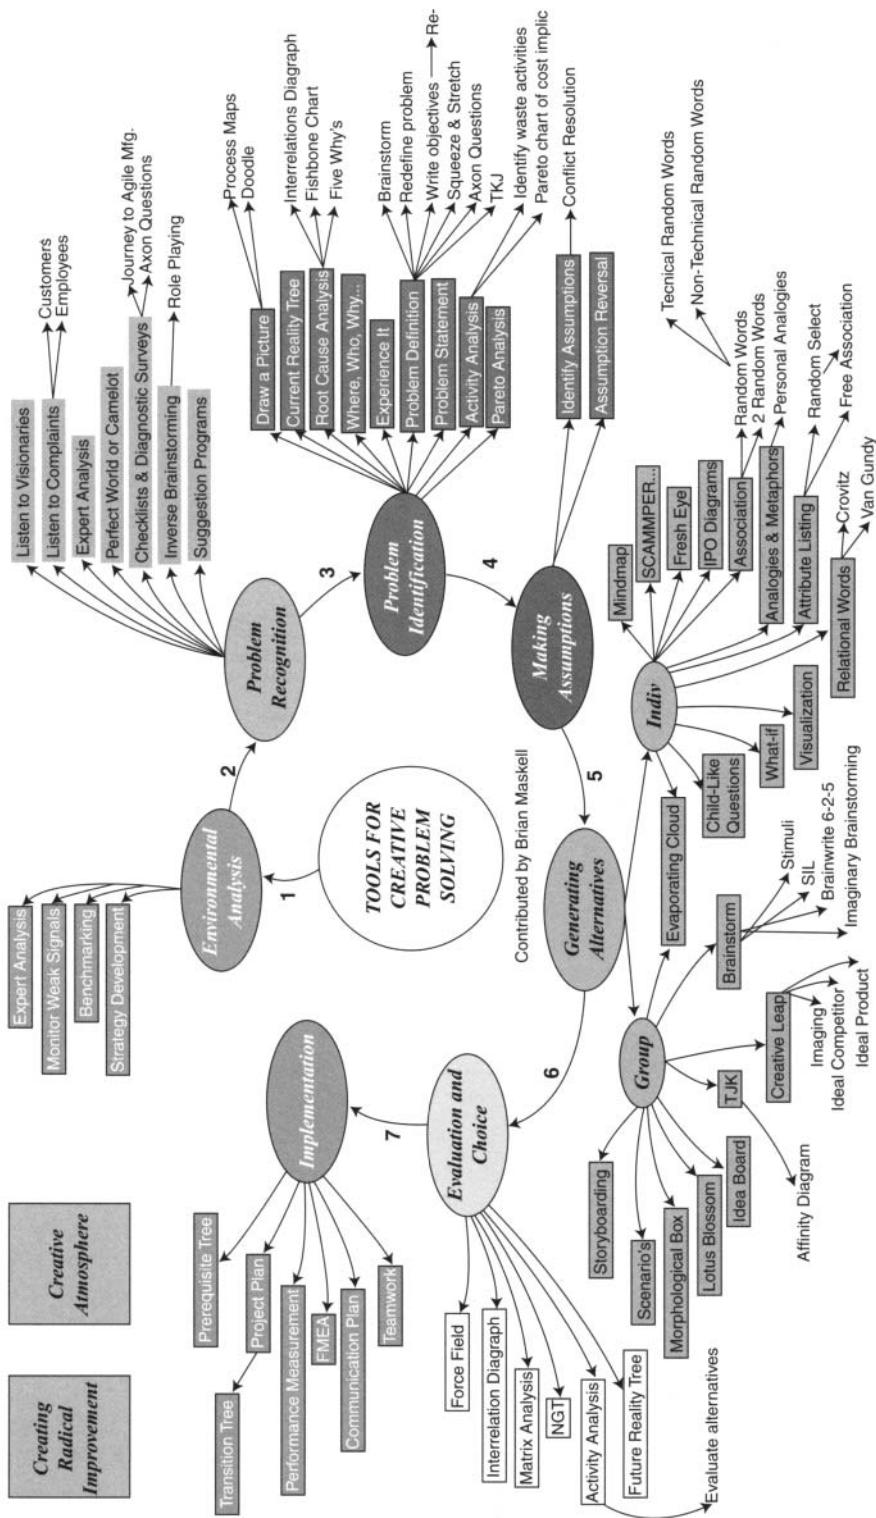 Creating
Radical
Improvement
Creative
Atmosphere
Expert Analysis
Monitor Weak Signals
Benchmarking
Strategy Development
Environmental
Analysis
1
TOOLS FOR
CREATIVE
PROBLEM
SOLVING
Contributed by Brian Maskell
2
Problem
Recognition
Listen to Visionaries
Listen to Complaints
Customers
Employees
Expert Analysis
Perfect World or Camelot
Checklists & Diagnostic Surveys
Journey to Agile Mfg.
Axon Questions
Inverse Brainstorming
Role Playing
Suggestion Programs
3
Problem
Identification
Draw a Picture
Process Maps
Doodle
Current Reality Tree
Root Cause Analysis
Interrelations Diagraph
Fishbone Chart
Five Why's
Where, Who, Why...
Experience It
Problem Definition
Brainstorm
Redefine problem
Write objectives
Re-
Squeeze & Stretch
Axon Questions
TKJ
Problem Statement
Activity Analysis
Identify waste activities
Pareto chart of cost implic
Pareto Analysis
4
Making
Assumptions
Identify Assumptions
Conflict Resolution
Assumption Reversal
5
Generating
Alternatives
Indiv
Mindmap
SCAMMPER...
Fresh Eye
IPO Diagrams
Association
Random Words
2 Random Words
Tecnical Random Words
Non-Technical Random Words
Analogies & Metaphors
Personal Analogies
Attribute Listing
Random Select
Free Association
Relational Words
Crovitz
Van Gundy
Visualization
What-if
Child-Like
Questions
Evaporating Cloud
Group
Brainstorm
Stimuli
SIL
Brainwrite 6-2-5
Imaginary Brainstorming
Creative Leap
Imaging
Ideal Competitor
Ideal Product
TJK
Affinity Diagram
Idea Board
Lotus Blossom
Morphological Box
Scenario's
Storyboarding
6
Evaluation and
Choice
Force Field
Interrelation Diagraph
Matrix Analysis
NGT
Activity Analysis
Evaluate alternatives
Future Reality Tree
7
Implementation
Prerequisite Tree
Project Plan
Transition Tree
Performance Measurement
FMEA
Communication Plan
Teamwork